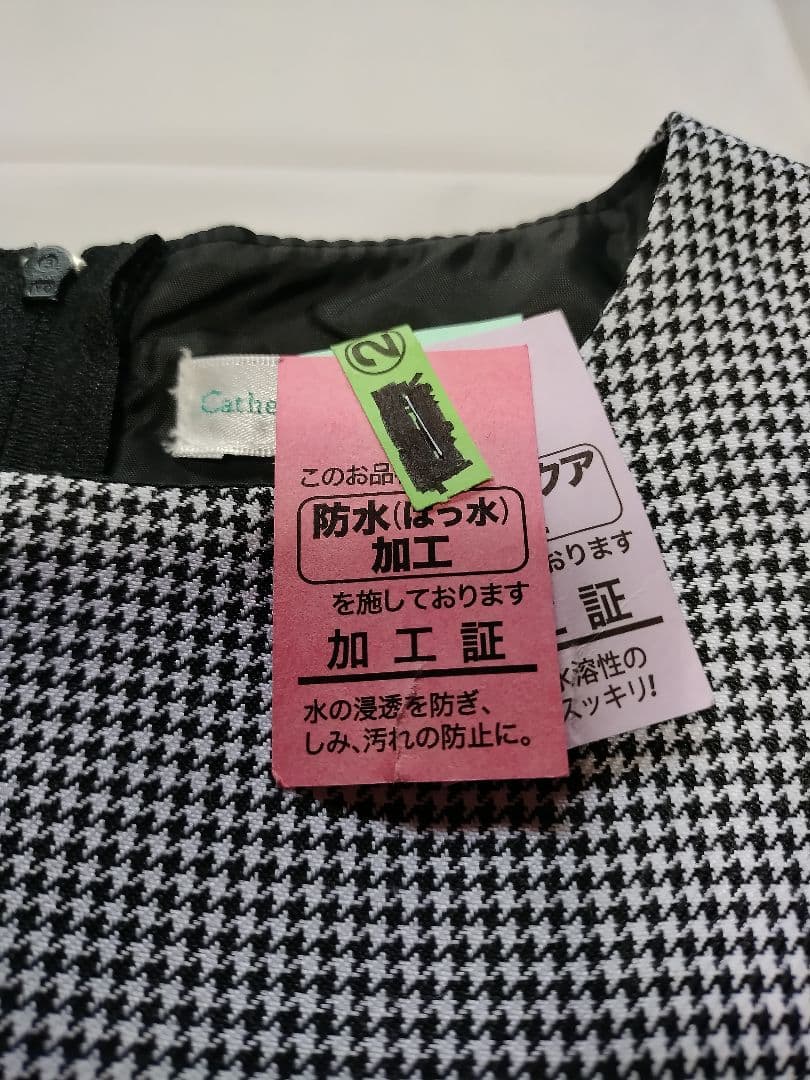 Cathe
②
このお品
防水(はっ水)
加工
を施しております
加工証
水の浸透を防ぎ、
しみ、汚れの防止に。
ウア
おります
証
水溶性の
スッキリ!